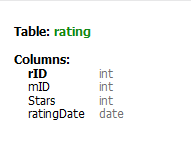 Table: rating
Columns:
rID int
mID int
Stars int
ratingDate date